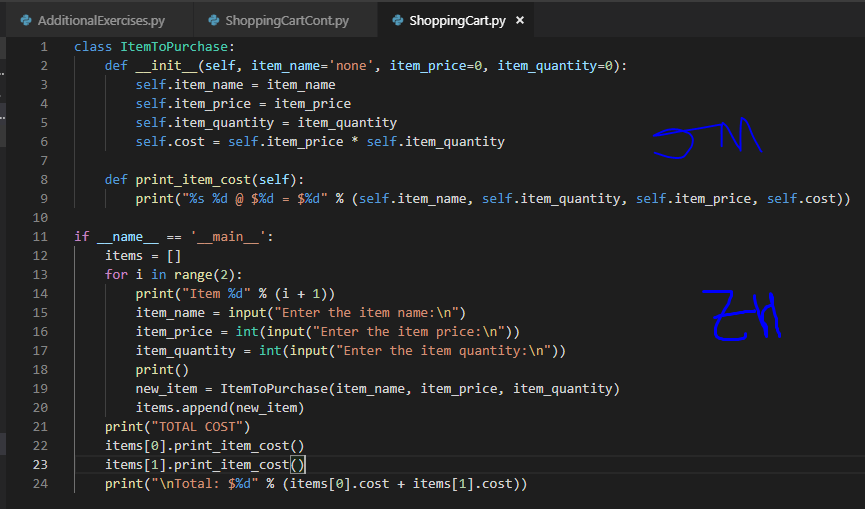 AdditionalExercises.py ShoppingCartCont.py ShoppingCart.py ×
1 class ItemToPurchase:
2     def __init__(self, item_name='none', item_price=0, item_quantity=0):
3         self.item_name = item_name
4         self.item_price = item_price
5         self.item_quantity = item_quantity
6         self.cost = self.item_price * self.item_quantity
7
8     def print_item_cost(self):
9         print("%s %d @ $%d = $%d" % (self.item_name, self.item_quantity, self.item_price, self.cost))
10
11 if __name__ == '__main__':
12     items = []
13     for i in range(2):
14         print("Item %d" % (i + 1))
15         item_name = input("Enter the item name:\n")
16         item_price = int(input("Enter the item price:\n"))
17         item_quantity = int(input("Enter the item quantity:\n"))
18         print()
19         new_item = ItemToPurchase(item_name, item_price, item_quantity)
20         items.append(new_item)
21     print("TOTAL COST")
22     items[0].print_item_cost()
23     items[1].print_item_cost()
24     print("\nTotal: $%d" % (items[0].cost + items[1].cost))